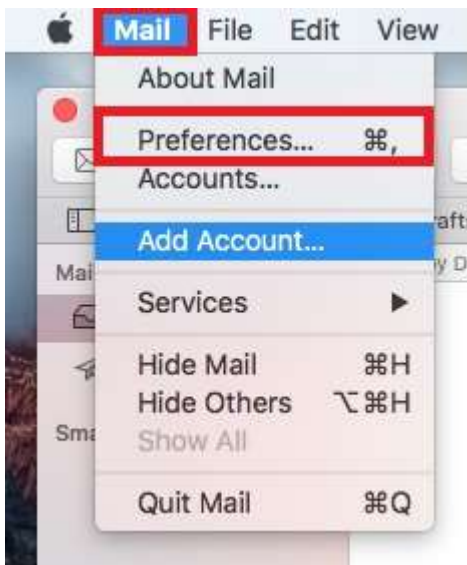 Mail File Edit View
About Mail
Preferences... ⌘,
Accounts...
Add Account...
Services ▶
Hide Mail ⌘H
Hide Others ⌥⌘H
Show All
Quit Mail ⌘Q